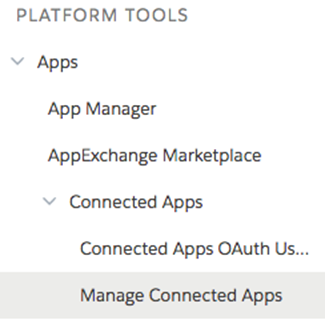 PLATFORM TOOLS
Apps
App Manager
AppExchange Marketplace
Connected Apps
Connected Apps OAuth Us...
Manage Connected Apps